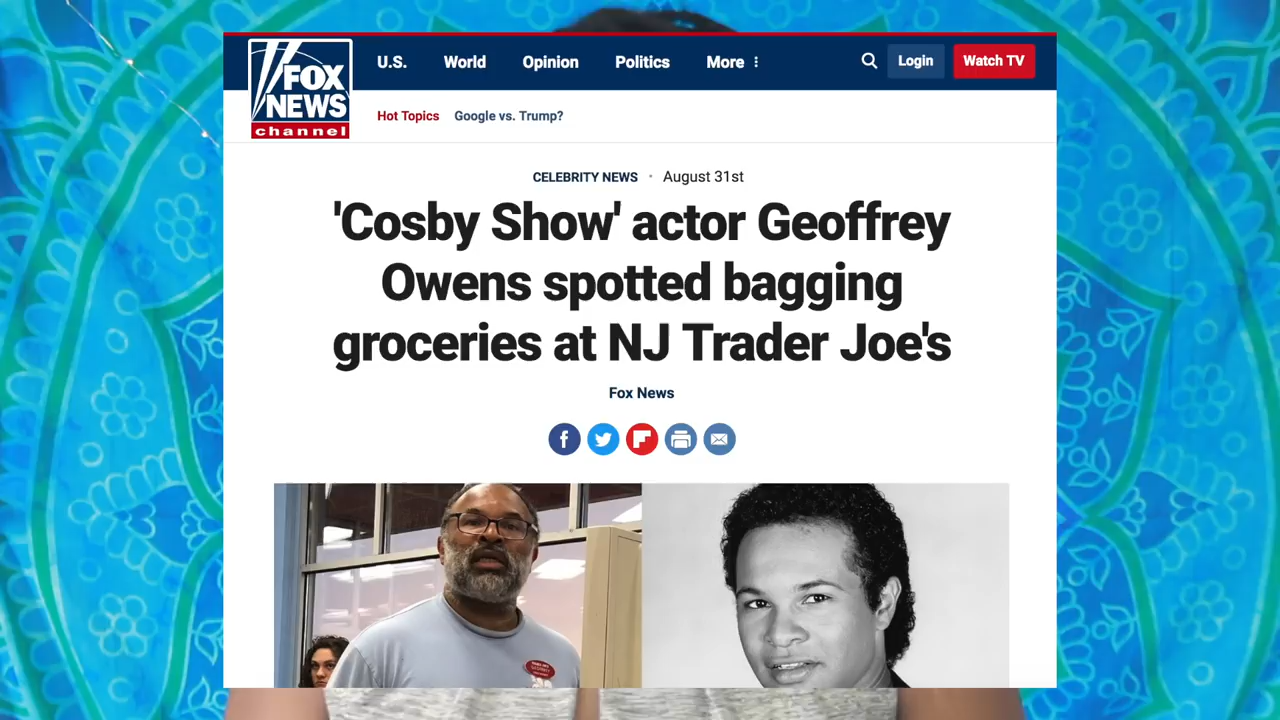 FOX
NEWS
channel
U.S. World Opinion Politics More Login Watch TV
Hot Topics Google vs. Trump?
CELEBRITY NEWS · August 31st
'Cosby Show' actor Geoffrey
Owens spotted bagging
groceries at NJ Trader Joe's
Fox News